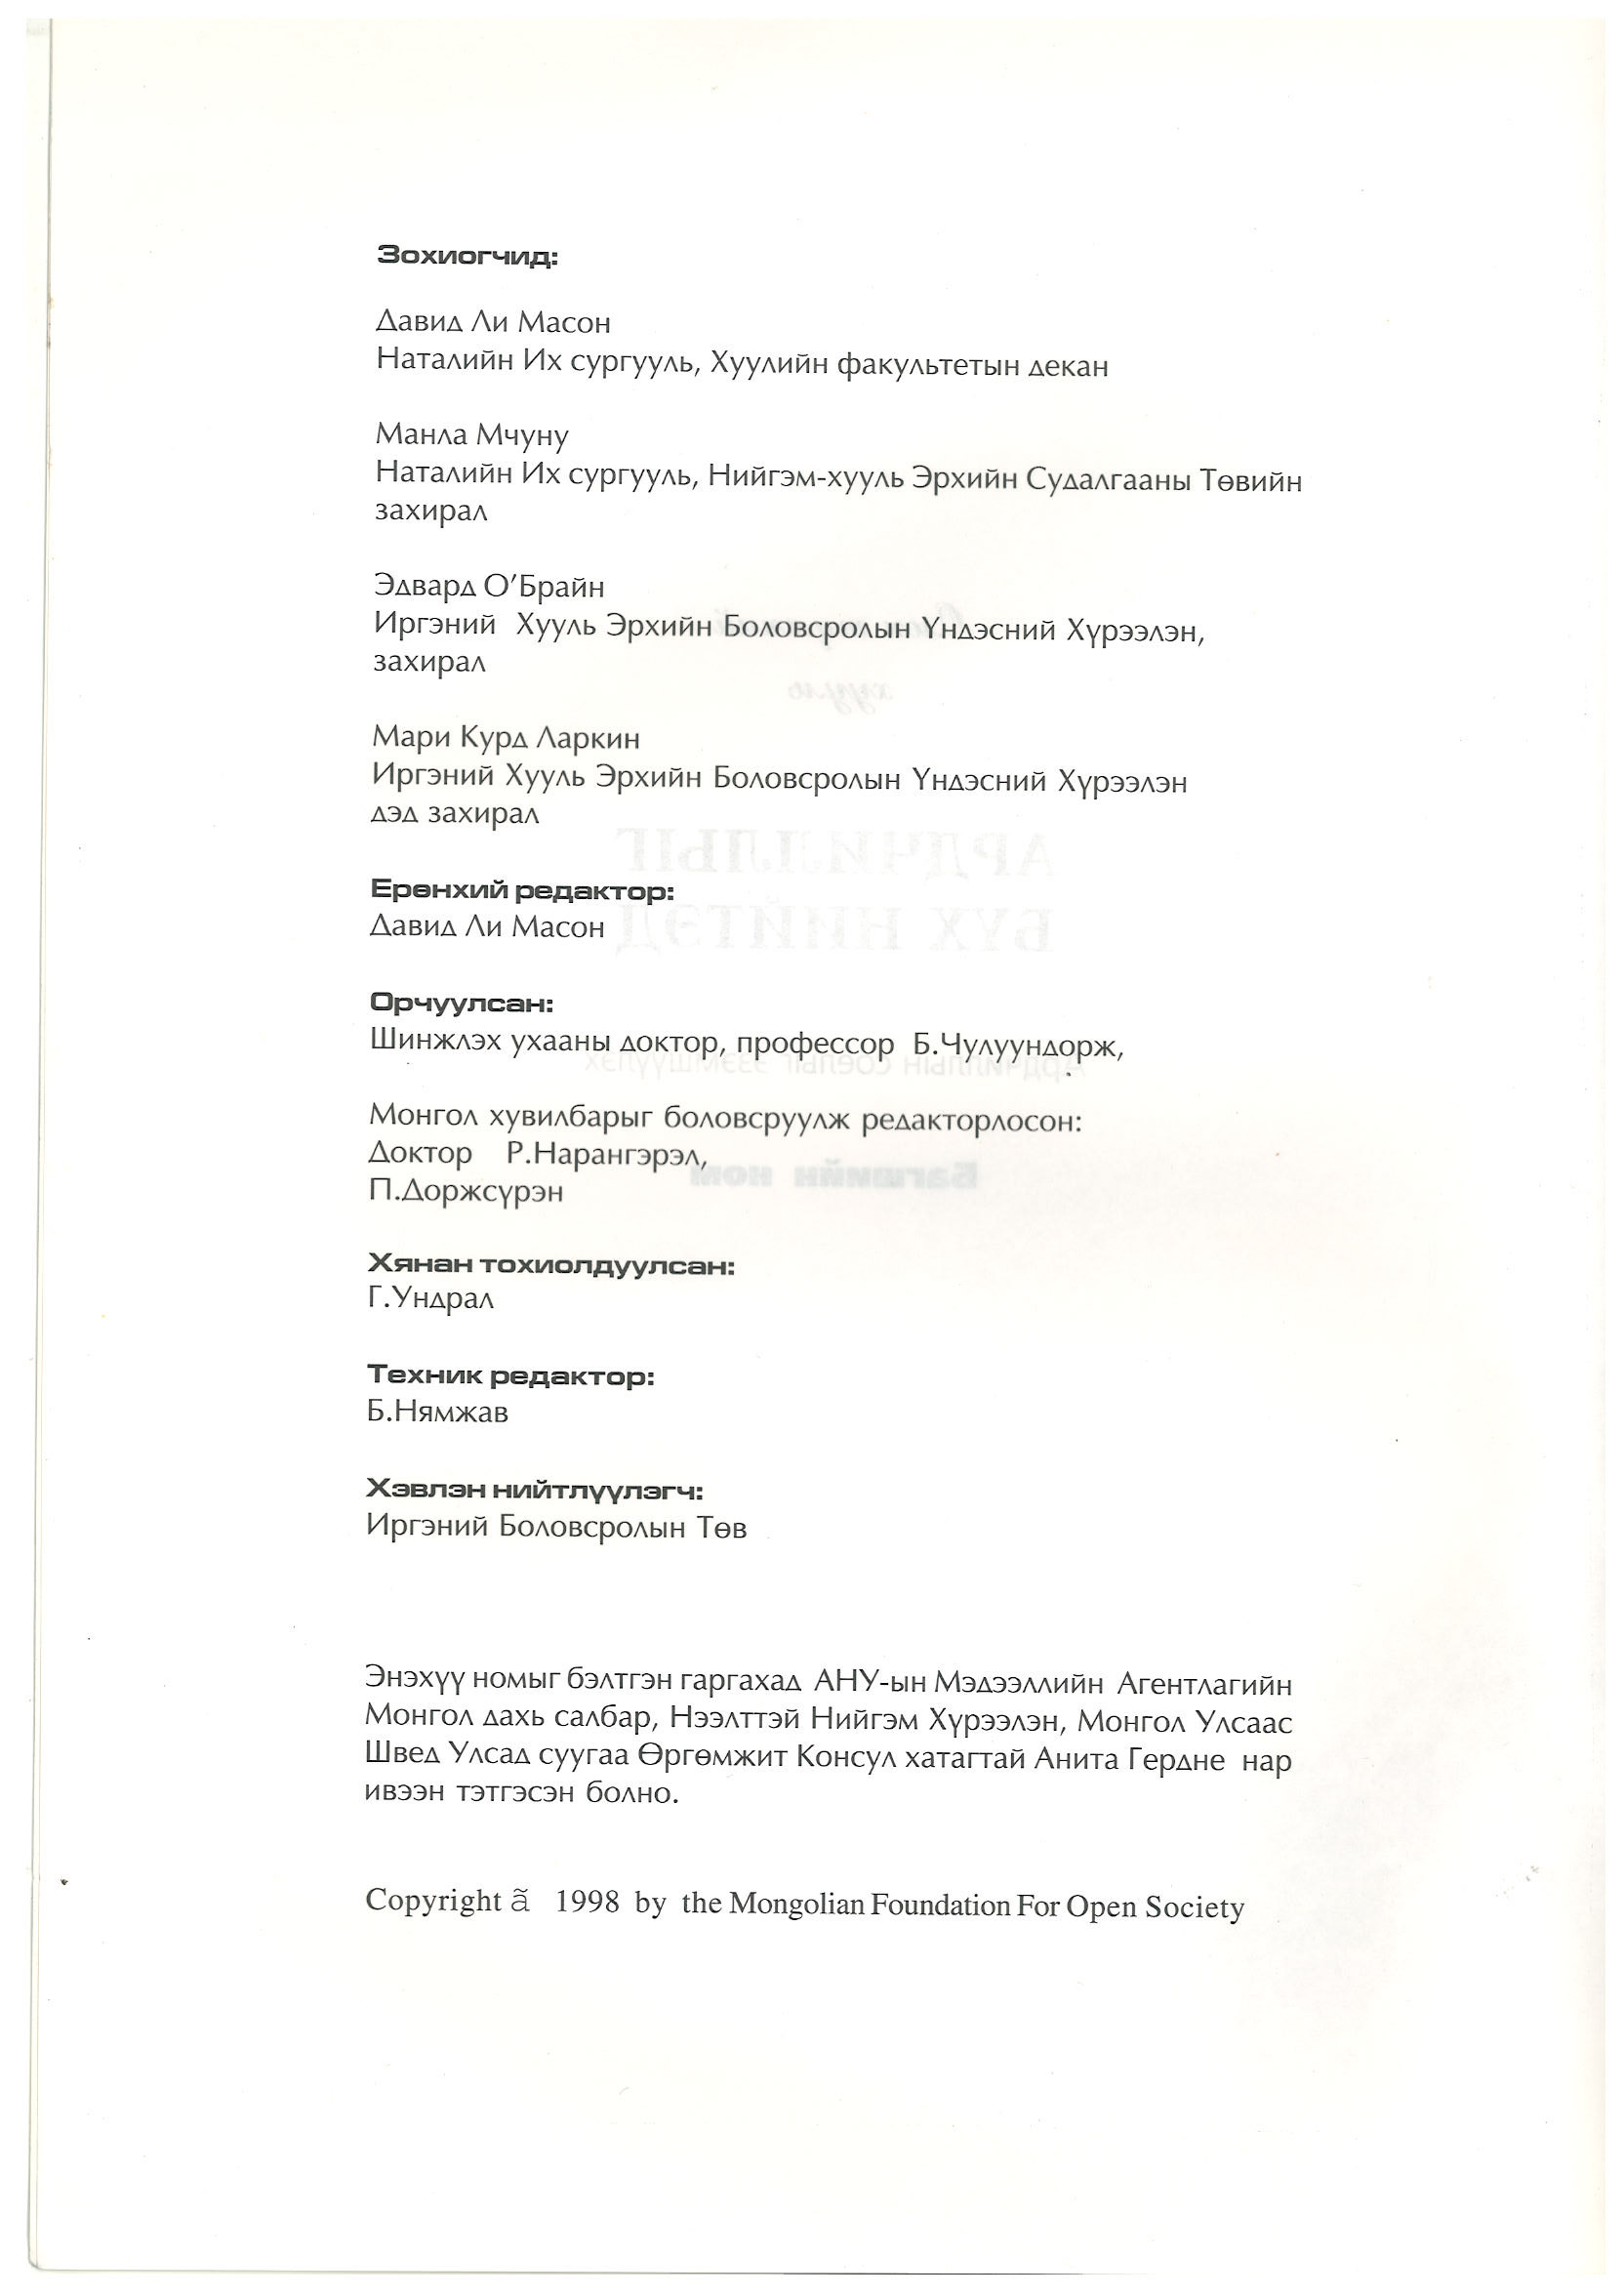 Зохиогчид:
Давид Ли Масон
Наталийн Их сургууль, Хуулийн факультетын декан
Манла Мчуну
Наталийн Их сургууль, Нийгэм-хууль Эрхийн Судалгааны Төвийн
захирал
Эдвард О'Брайн
Иргэний Хууль Эрхийн Боловсролын Үндэсний Хүрээлэн,
захирал
Мари Курд Ларкин
Иргэний Хууль Эрхийн Боловсролын Үндэсний Хүрээлэн
дэд захирал
Ерөнхий редактор:
Давид Ли Масон
Орчуулсан:
Шинжлэх ухааны доктор, профессор Б.Чулуундорж,
Монгол хувилбарыг боловсруулж редакторлосон:
Доктор Р.Нарангэрэл,
П.Доржсүрэн
Хянан тохиолдуулсан:
Г.Ундрал
Техник редактор:
Б.Нямжав
Хэвлэн нийтлүүлэгч:
Иргэний Боловсролын Төв
Энэхүү номыг бэлтгэн гаргахад АНУ-ын Мэдээллийн Агентлагийн
Монгол дахь салбар, Нээлттэй Нийгэм Хүрээлэн, Монгол Улсаас
Швед Улсад суугаа Өргөмжит Консул хатагтай Анита Гердне нар
ивээн тэтгэсэн болно.
Copyright ã 1998 by the Mongolian Foundation For Open Society